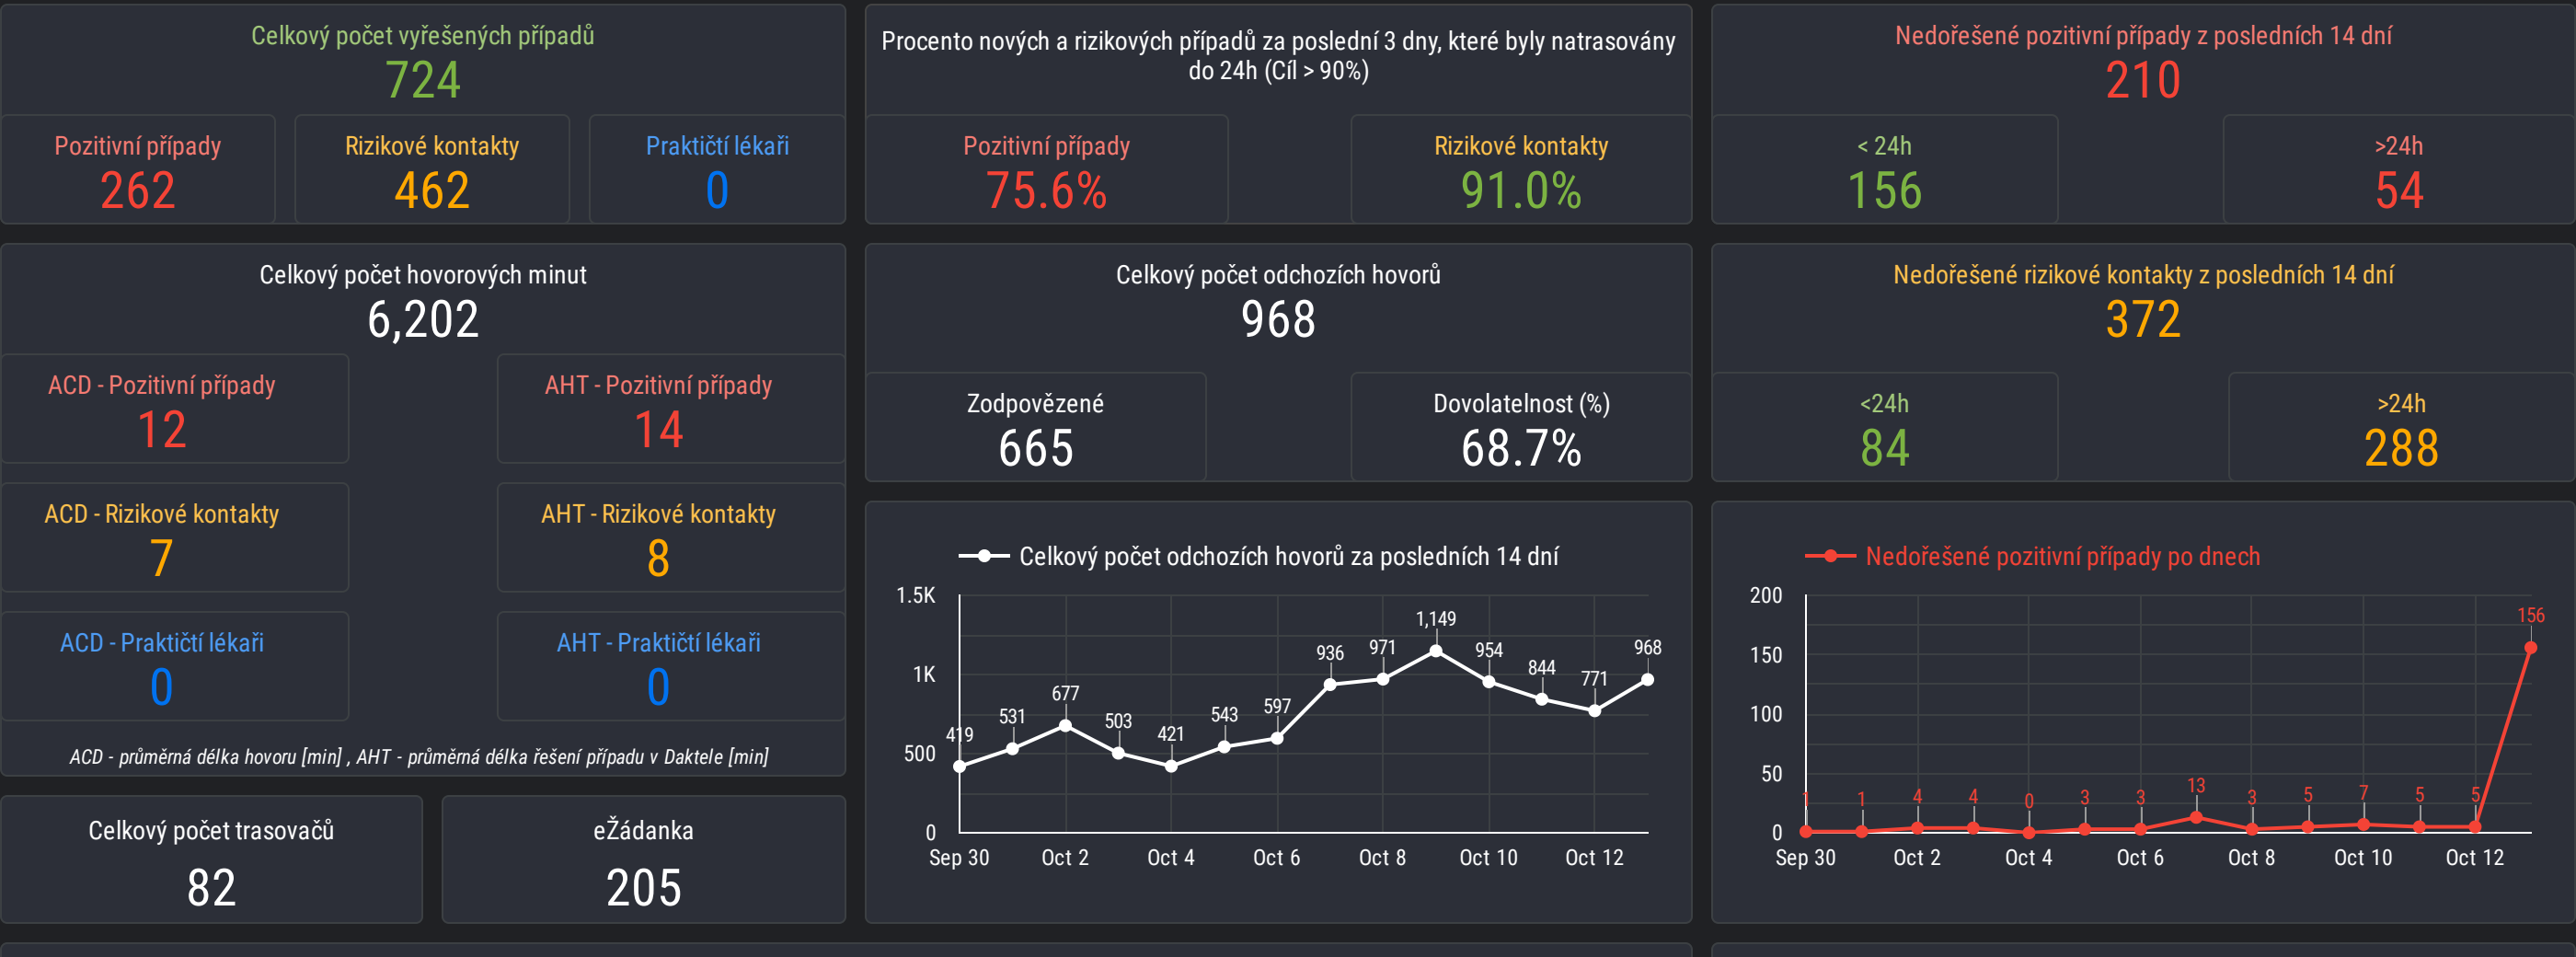 Celkový počet vyřešených případů
724
Pozitivní případy
262
Rizikové kontakty
462
Praktičtí lékaři
0
Procento nových a rizikových případů za poslední 3 dny, které byly natrasovány
do 24h (Cíl > 90%)
Pozitivní případy
75.6%
Rizikové kontakty
91.0%
Nedořešené pozitivní případy z posledních 14 dní
210
< 24h
156
>24h
54
Celkový počet hovorových minut
6,202
ACD - Pozitivní případy
12
AHT - Pozitivní případy
14
ACD - Rizikové kontakty
7
AHT - Rizikové kontakty
8
ACD - Praktičtí lékaři
0
AHT - Praktičtí lékaři
0
ACD - průměrná délka hovoru [min] , AHT - průměrná délka řešení případu v Daktele [min]
Celkový počet odchozích hovorů
968
Zodpovězené
665
Dovolatelnost (%)
68.7%
Nedořešené rizikové kontakty z posledních 14 dní
372
<24h
84
>24h
288
Celkový počet trasovačů
82
eŽádanka
205
Celkový počet odchozích hovorů za posledních 14 dní
1.5K
1K
500
0
419 531 677 503 421 543 597 936 971 1,149 954 844 771 968
Sep 30 Oct 2 Oct 4 Oct 6 Oct 8 Oct 10 Oct 12
Nedořešené pozitivní případy po dnech
200
150
100
50
0
1 1 4 4 0 3 3 13 3 5 7 5 5 156
Sep 30 Oct 2 Oct 4 Oct 6 Oct 8 Oct 10 Oct 12